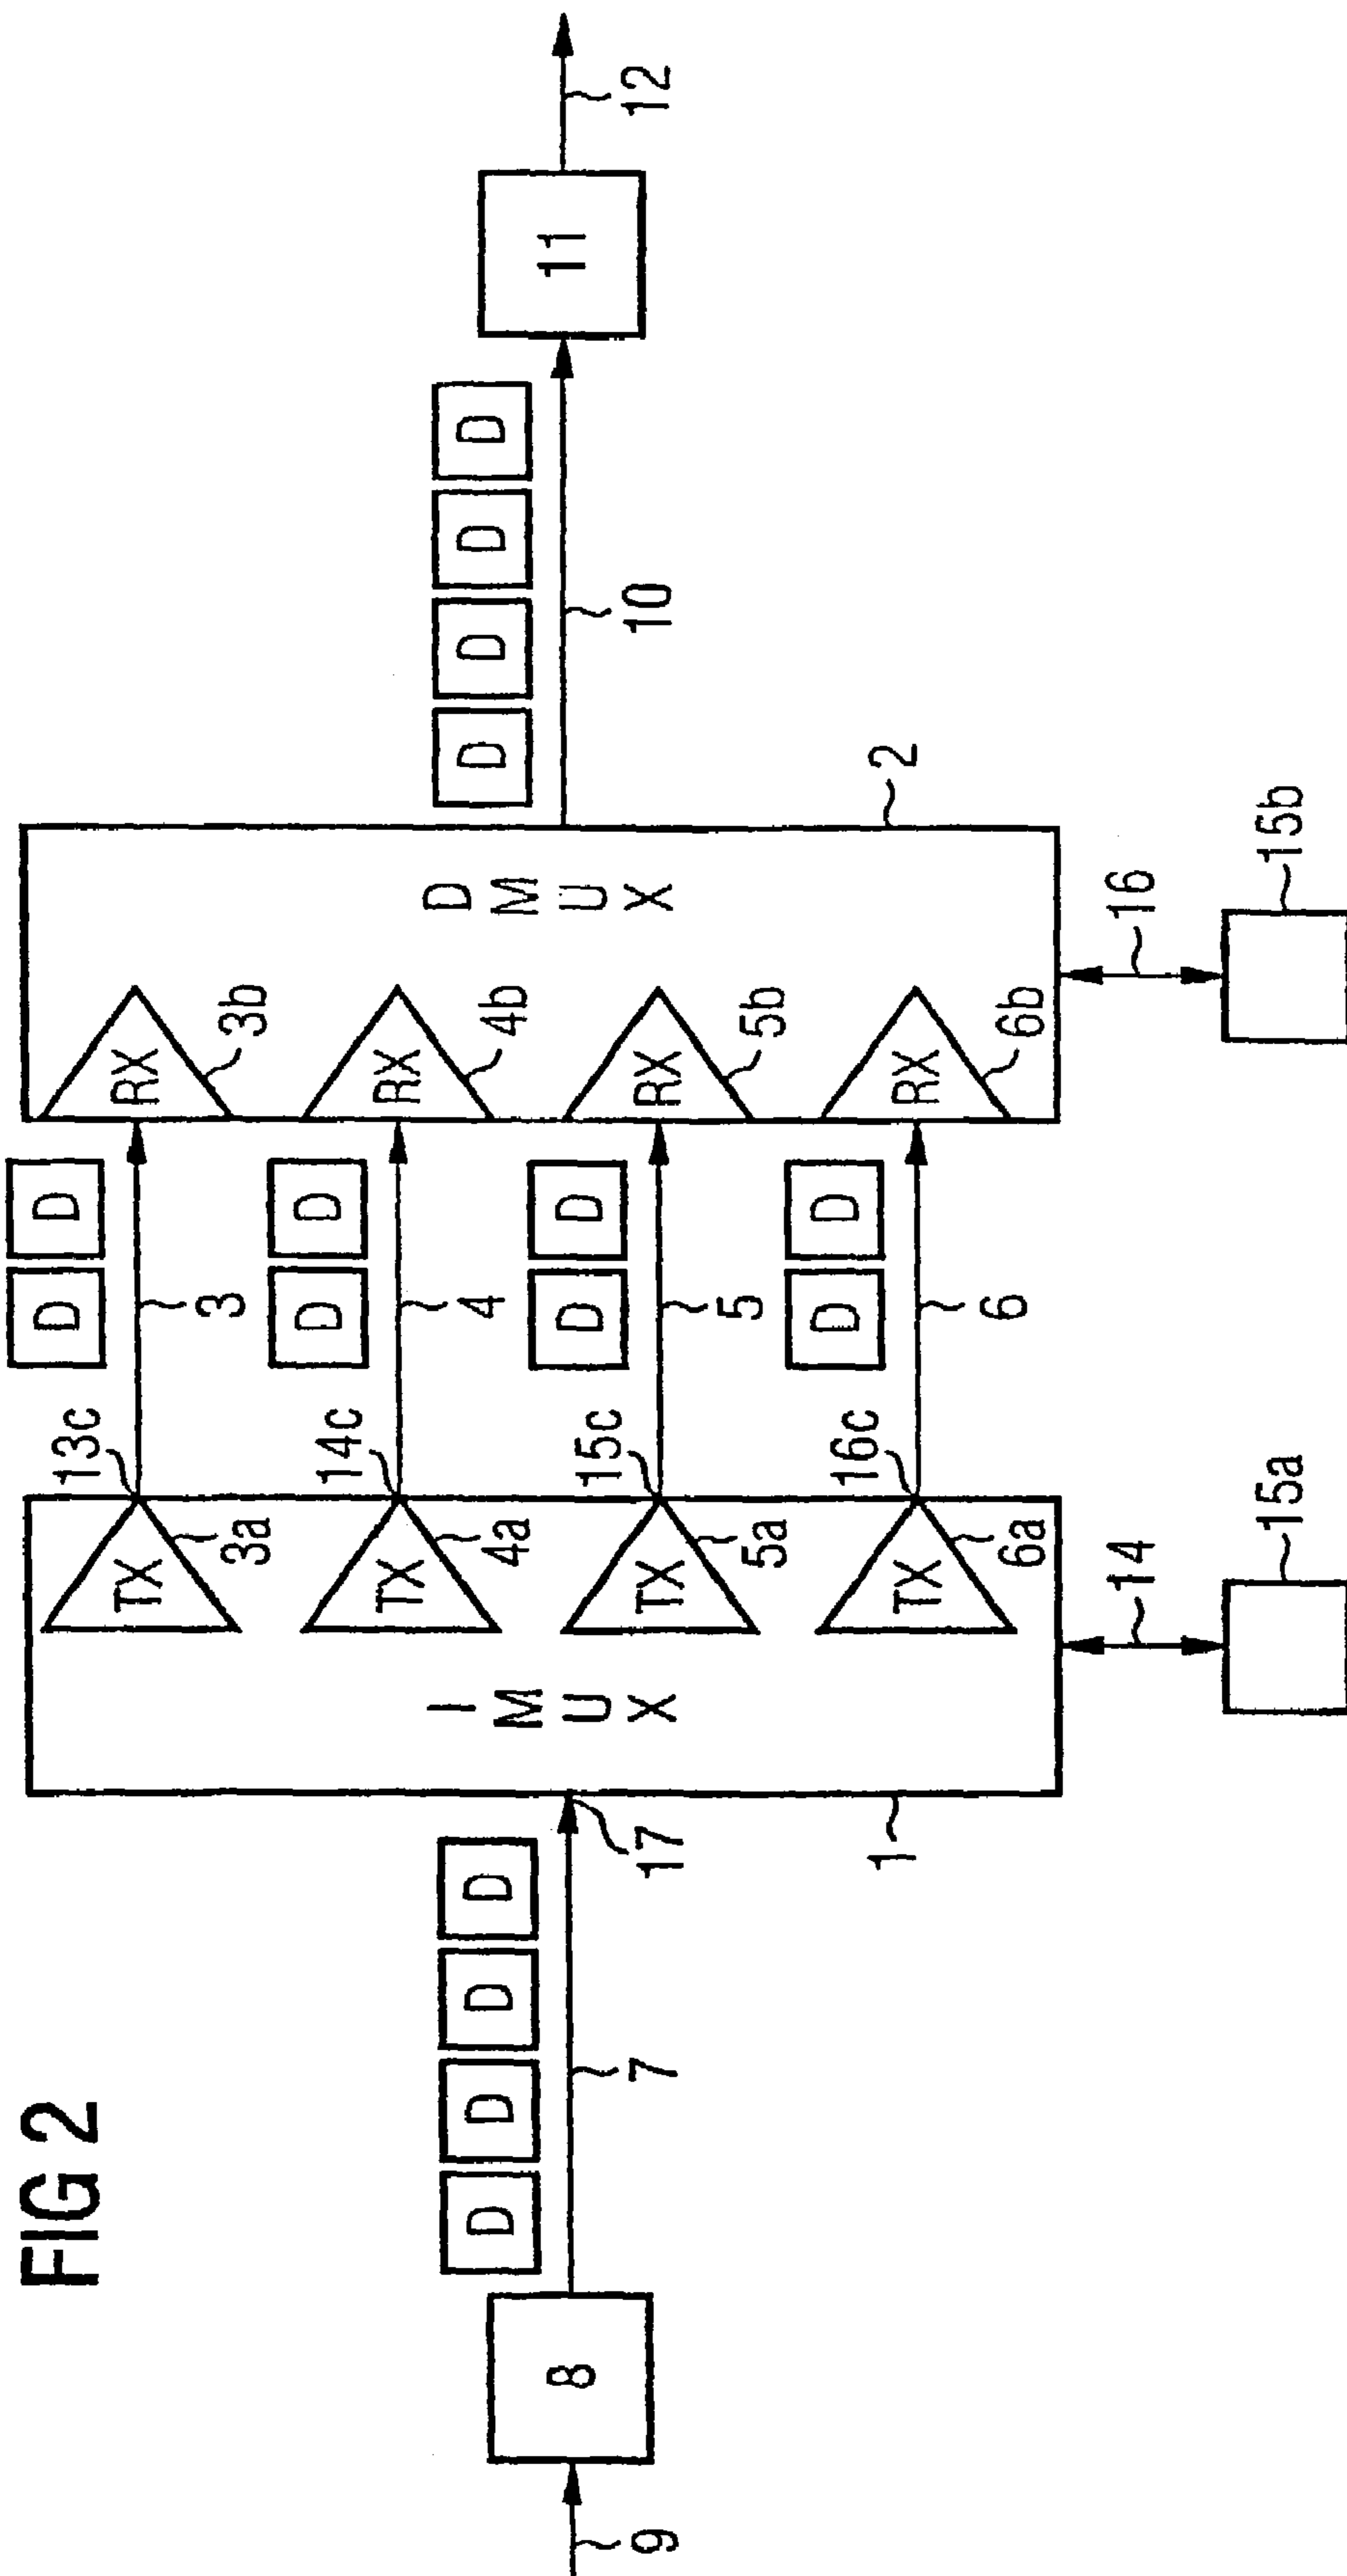 FIG 2
9
8
D D D D
7
17
I
M
U
X
1
TX
3a
TX
4a
TX
5a
TX
6a
13c
14c
15c
16c
14
15a
D D
3
D D
4
D D
5
D D
6
RX
3b
RX
4b
RX
5b
RX
6b
D
M
U
X
2
16
15b
D D D D
10
11
12